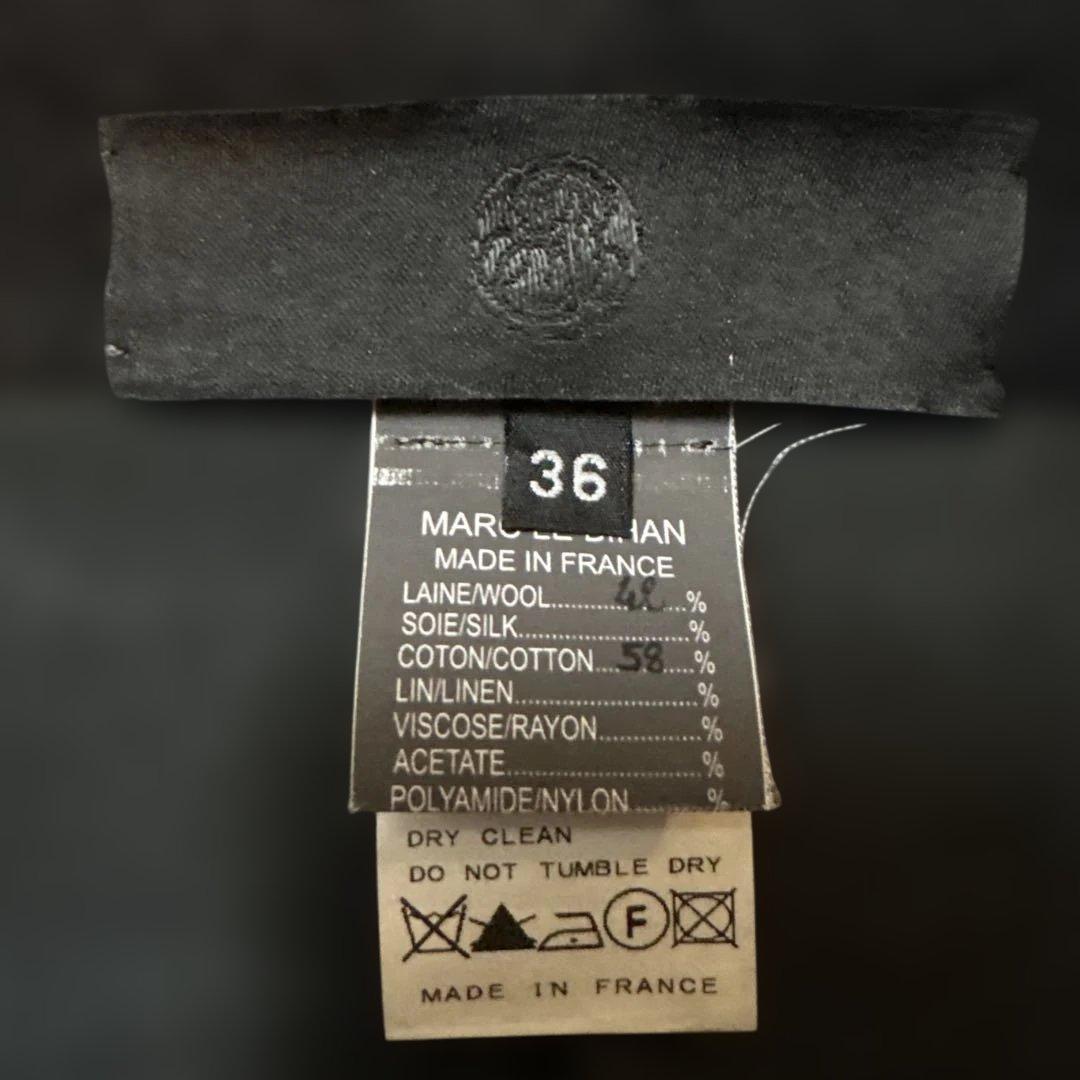 36
MARC LE BIHAN
MADE IN FRANCE
LAINE/WOOL............42...%
SOIE/SILK........................%
COTON/COTTON....58.....%
LIN/LINEN..........................%
VISCOSE/RAYON...............%
ACETATE...........................%
POLYAMIDE/NYLON...........%
DRY CLEAN
DO NOT TUMBLE DRY
F
MADE IN FRANCE